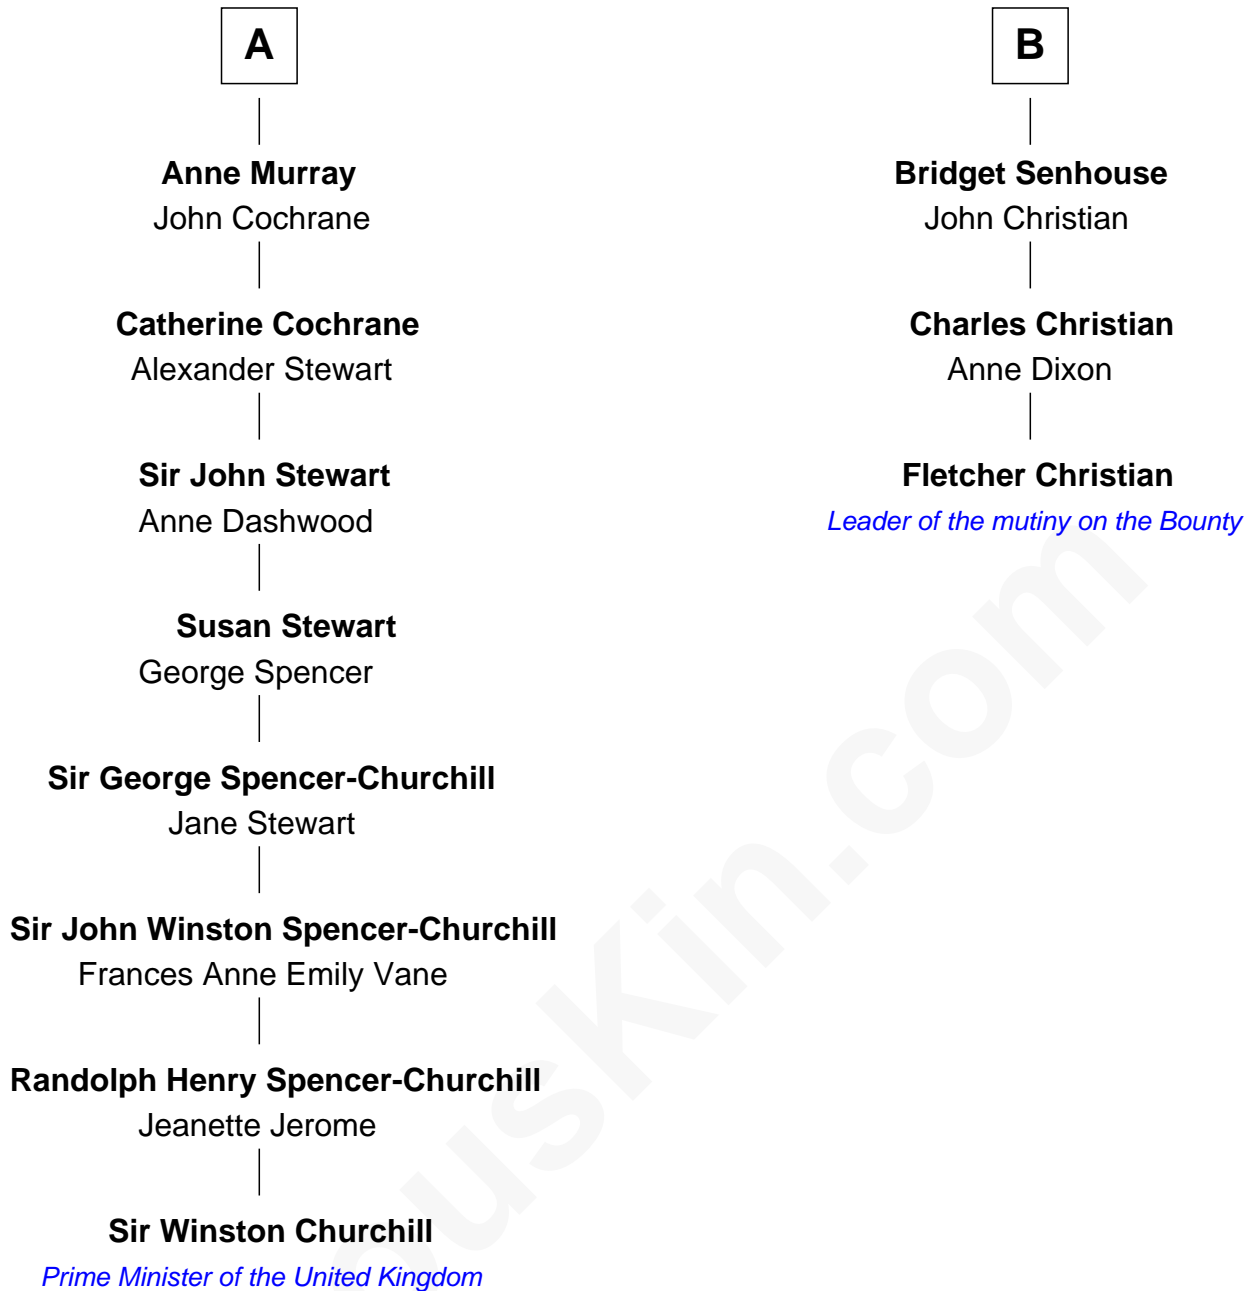 A
Anne Murray
John Cochrane
Catherine Cochrane
Alexander Stewart
Sir John Stewart
Anne Dashwood
Susan Stewart
George Spencer
Sir George Spencer-Churchill
Jane Stewart
Sir John Winston Spencer-Churchill
Frances Anne Emily Vane
Randolph Henry Spencer-Churchill
Jeanette Jerome
Sir Winston Churchill
Prime Minister of the United Kingdom
B
Bridget Senhouse
John Christian
Charles Christian
Anne Dixon
Fletcher Christian
Leader of the mutiny on the Bounty
ousKin.com